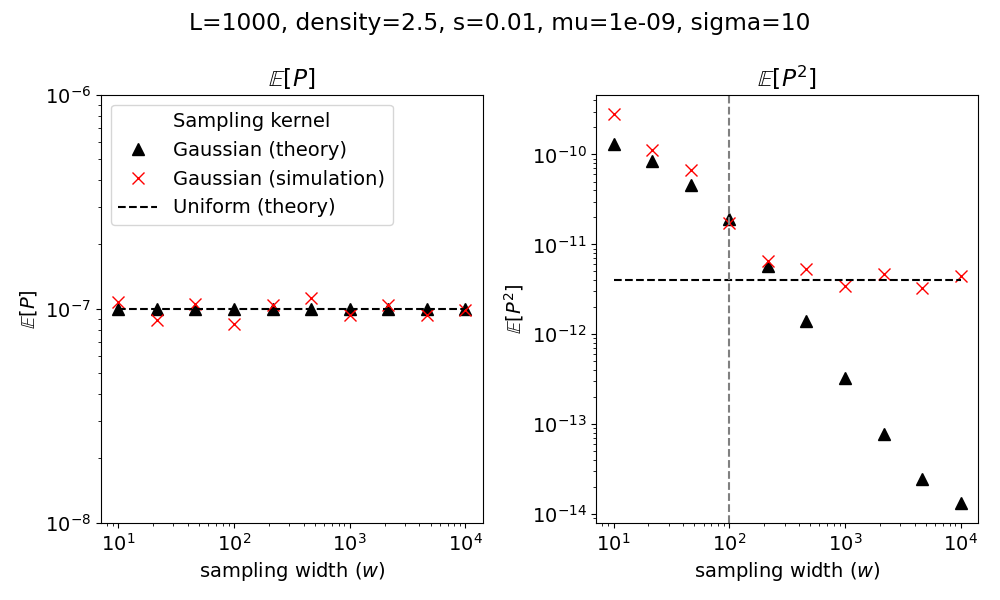 L=1000, density=2.5, s=0.01, mu=1e-09, sigma=10
𝔼[P]
𝔼[P]
10⁻⁶
10⁻⁷
10⁻⁸
Sampling kernel
Gaussian (theory)
Gaussian (simulation)
Uniform (theory)
10¹ 10² 10³ 10⁴
sampling width (w)
𝔼[P²]
𝔼[P²]
10⁻¹⁰
10⁻¹¹
10⁻¹²
10⁻¹³
10⁻¹⁴
10¹ 10² 10³ 10⁴
sampling width (w)